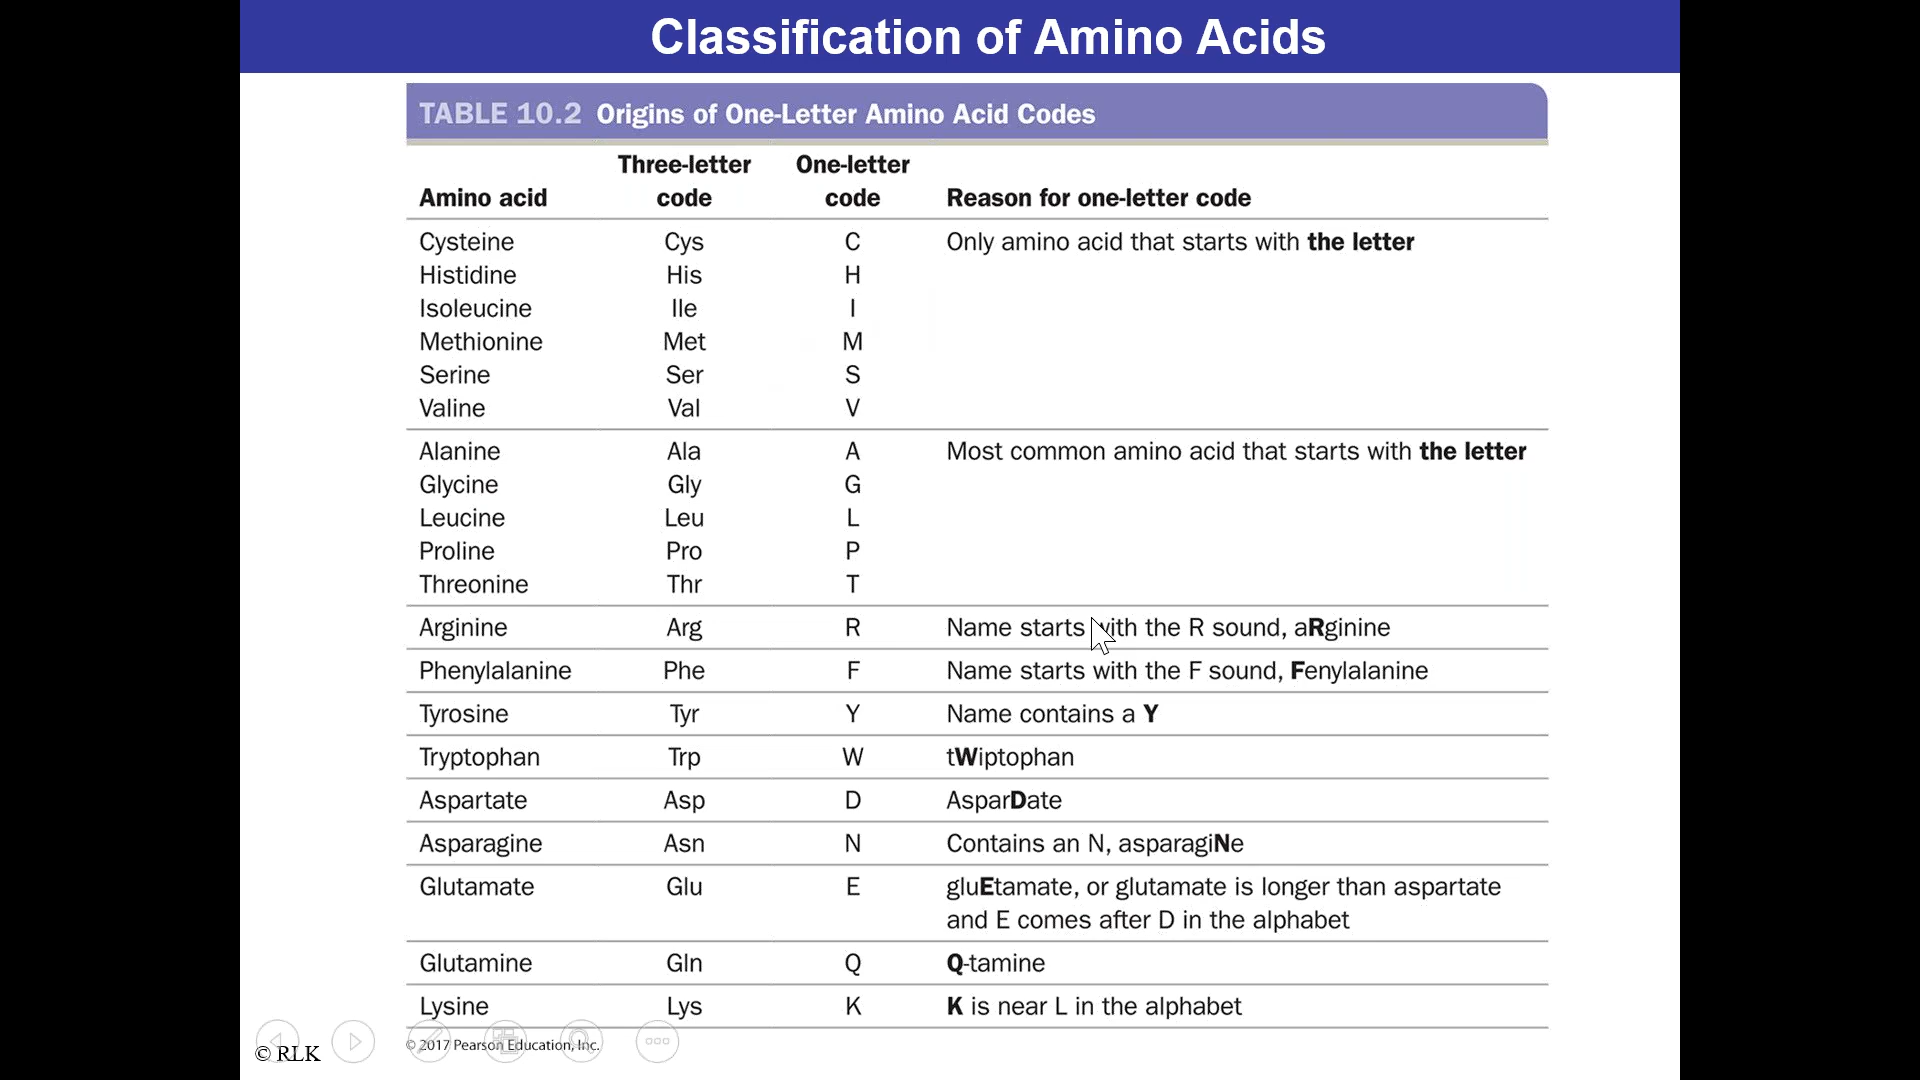 Classification of Amino Acids
TABLE 10.2 Origins of One-Letter Amino Acid Codes
Amino acid Three-letter code One-letter code Reason for one-letter code
Cysteine Cys C Only amino acid that starts with the letter
Histidine His H
Isoleucine Ile I
Methionine Met M
Serine Ser S
Valine Val V
Alanine Ala A Most common amino acid that starts with the letter
Glycine Gly G
Leucine Leu L
Proline Pro P
Threonine Thr T
Arginine Arg R Name starts with the R sound, aRginine
Phenylalanine Phe F Name starts with the F sound, Fenylalanine
Tyrosine Tyr Y Name contains a Y
Tryptophan Trp W tWiptophan
Aspartate Asp D AsparDate
Asparagine Asn N Contains an N, asparagiNe
Glutamate Glu E gluEtamate, or glutamate is longer than aspartate
and E comes after D in the alphabet
Glutamine Gln Q Q-tamine
Lysine Lys K K is near L in the alphabet
© 2017 Pearson Education, Inc.
© RLK